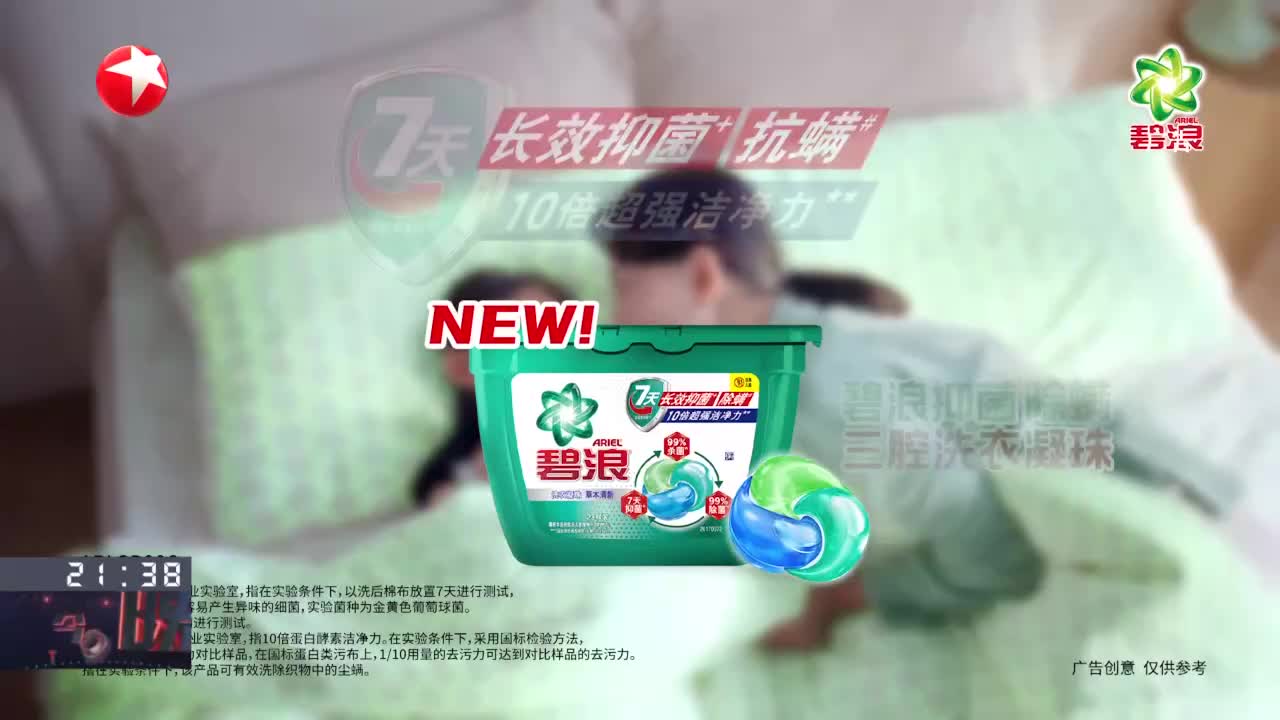 7天
长效抑菌+ 抗螨#
10倍超强洁净力**
ARIEL
碧浪
NEW!
7天
长效抑菌 除螨
10倍超强洁净力**
ARIEL
碧浪
洗衣凝珠 草木清新
99%
杀菌
7天
抑菌
99%
除菌
碧浪抑菌除螨
三腔洗衣凝珠
21:38
业实验室,指在实验条件下,以洗后棉布放置7天进行测试,
易产生异味的细菌,实验菌种为金黄色葡萄球菌。
进行测试。
业实验室,指10倍蛋白酵素洁净力。在实验条件下,采用国标检验方法,
对比样品,在国标蛋白类污布上,1/10用量的去污力可达到对比样品的去污力。
指在实验条件下,该产品可有效洗除织物中的尘螨。
广告创意 仅供参考